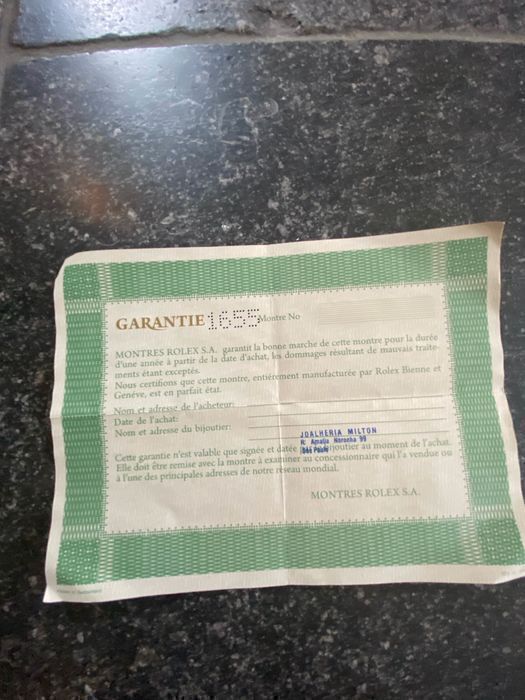 GARANTIE 1655 Montre No
MONTRES ROLEX S.A. garantit la bonne marche de cette montre pour la durée
d'une année à partir de la date d'achat, les dommages résultant de mauvais traite-
ments étant exceptés.
Nous certifions que cette montre, entièrement manufacturée par Rolex Bienne et
Genève, est en parfait état.
Nom et adresse de l'acheteur:
Date de l'achat:
Nom et adresse du bijoutier:
JOALHERIA MILTON
R: Amalia Noronha 99
São Paulo
Cette garantie n'est valable que signée et datée par le bijoutier au moment de l'achat.
Elle doit être remise avec la montre à examiner au concessionnaire qui l'a vendue ou
à l'une des principales adresses de notre réseau mondial.
MONTRES ROLEX S.A.